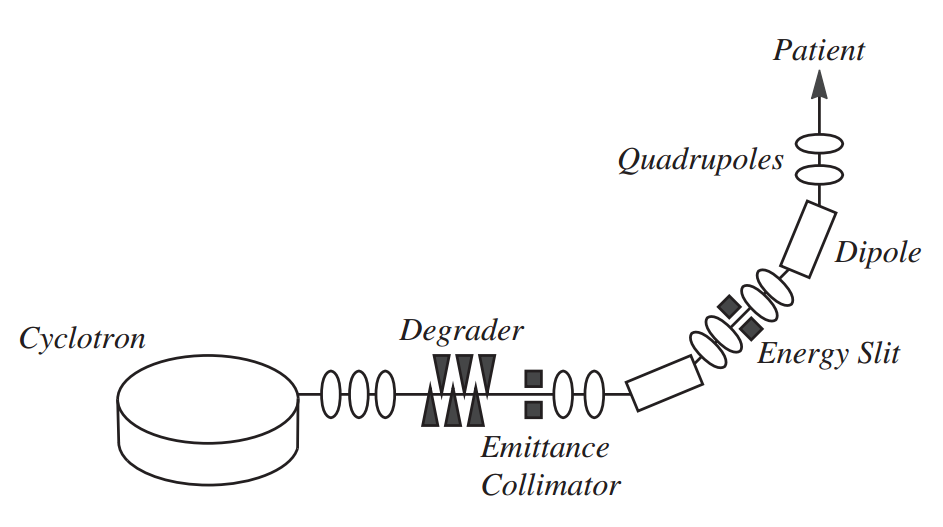 Patient
Quadrupoles
Dipole
Cyclotron
Degrader
Energy Slit
Emittance
Collimator